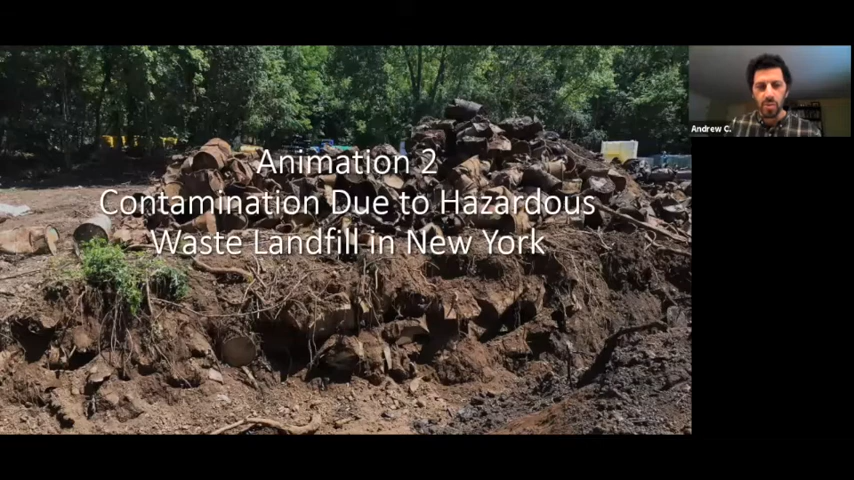 Animation 2
Contamination Due to Hazardous
Waste Landfill in New York
Andrew C.